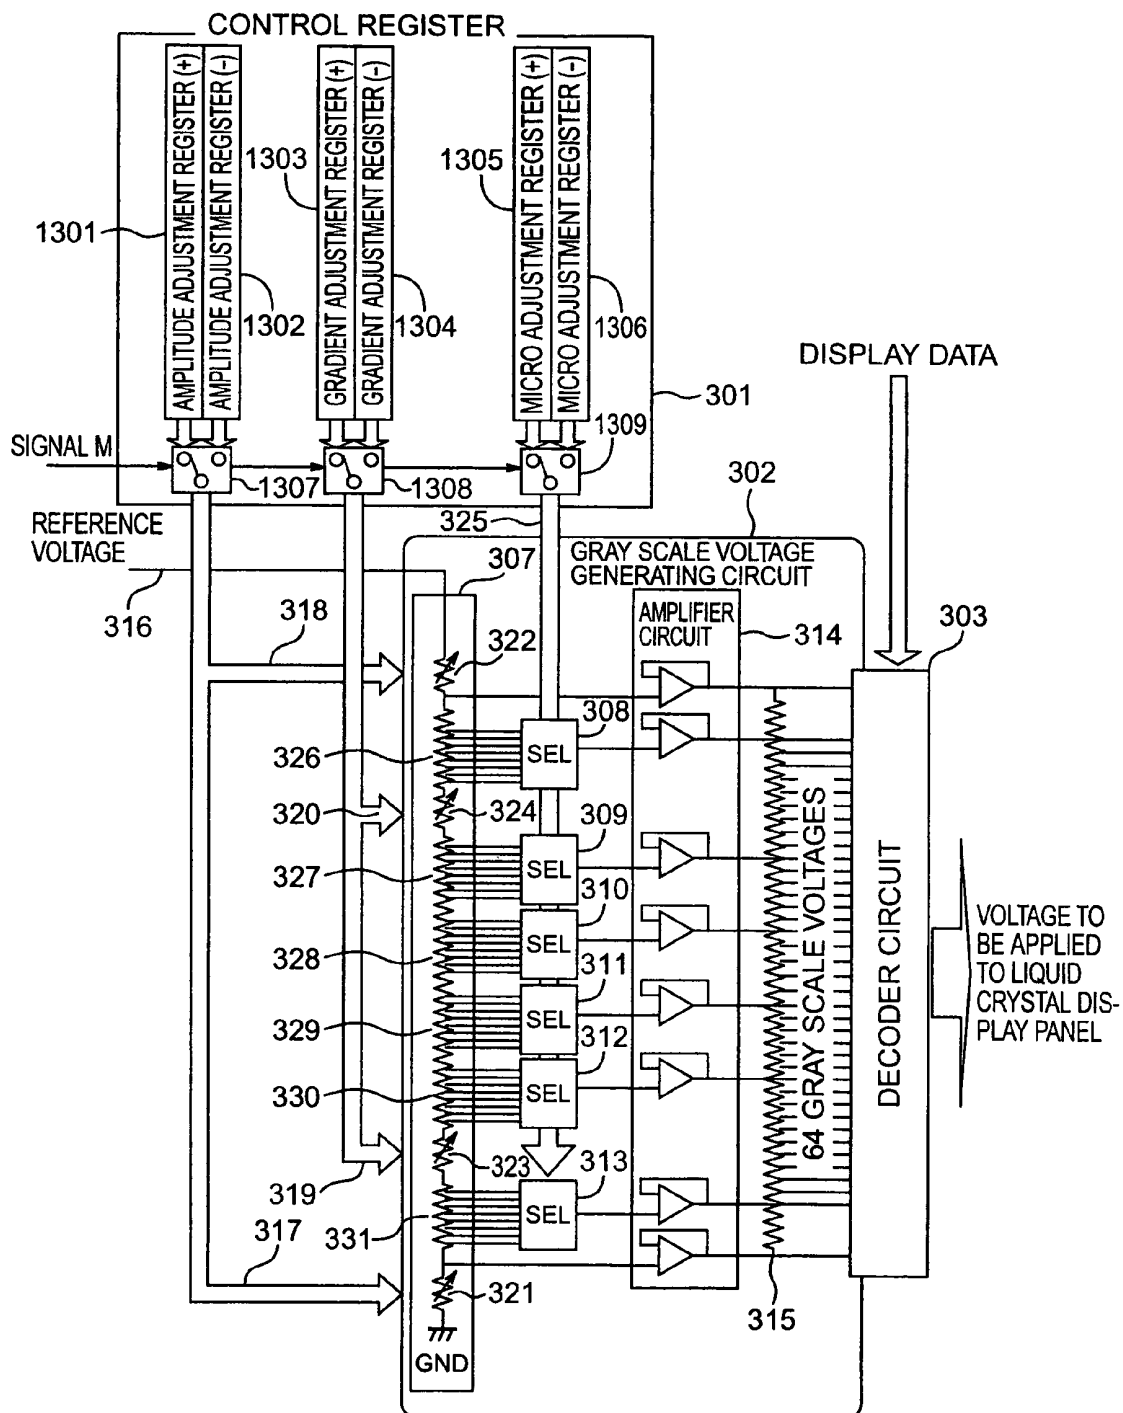 CONTROL REGISTER
AMPLITUDE ADJUSTMENT REGISTER (+)
AMPLITUDE ADJUSTMENT REGISTER (-)
GRADIENT ADJUSTMENT REGISTER (+)
GRADIENT ADJUSTMENT REGISTER (-)
MICRO ADJUSTMENT REGISTER (+)
MICRO ADJUSTMENT REGISTER (-)
1301
1302
1303
1304
1305
1306
301
DISPLAY DATA
SIGNAL M
1307
1308
1309
REFERENCE
VOLTAGE
316
325
302
GRAY SCALE VOLTAGE
GENERATING CIRCUIT
307
AMPLIFIER
CIRCUIT
314
303
318
322
308
SEL
326
320
324
309
SEL
327
310
SEL
328
311
SEL
329
312
SEL
330
323
313
SEL
319
331
317
321
GND
315
64 GRAY SCALE VOLTAGES
DECODER CIRCUIT
VOLTAGE TO
BE APPLIED
TO LIQUID
CRYSTAL DIS-
PLAY PANEL